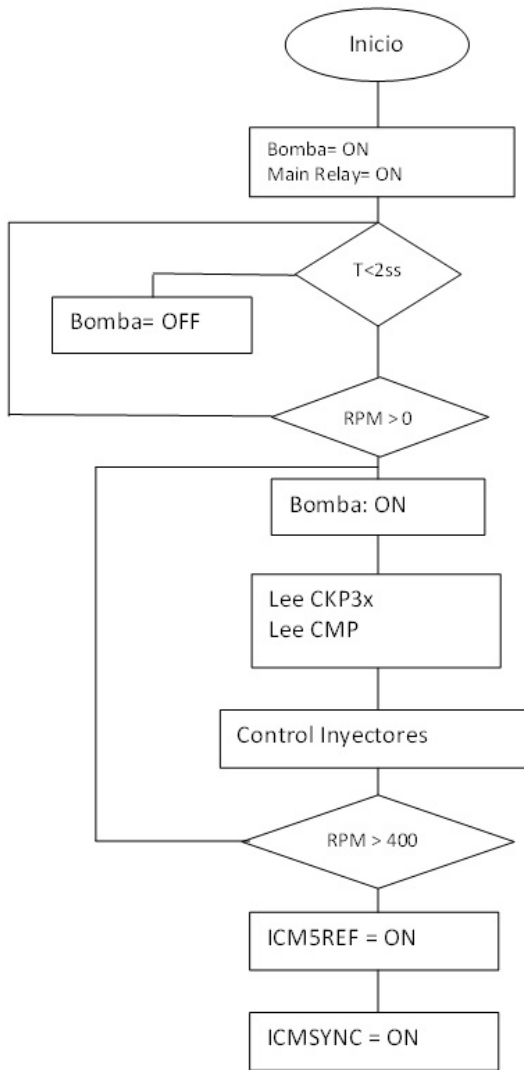 Inicio
Bomba= ON
Main Relay= ON
T<2ss
Bomba= OFF
RPM > 0
Bomba: ON
Lee CKP3x
Lee CMP
Control Inyectores
RPM > 400
ICM5REF = ON
ICMSYNC = ON